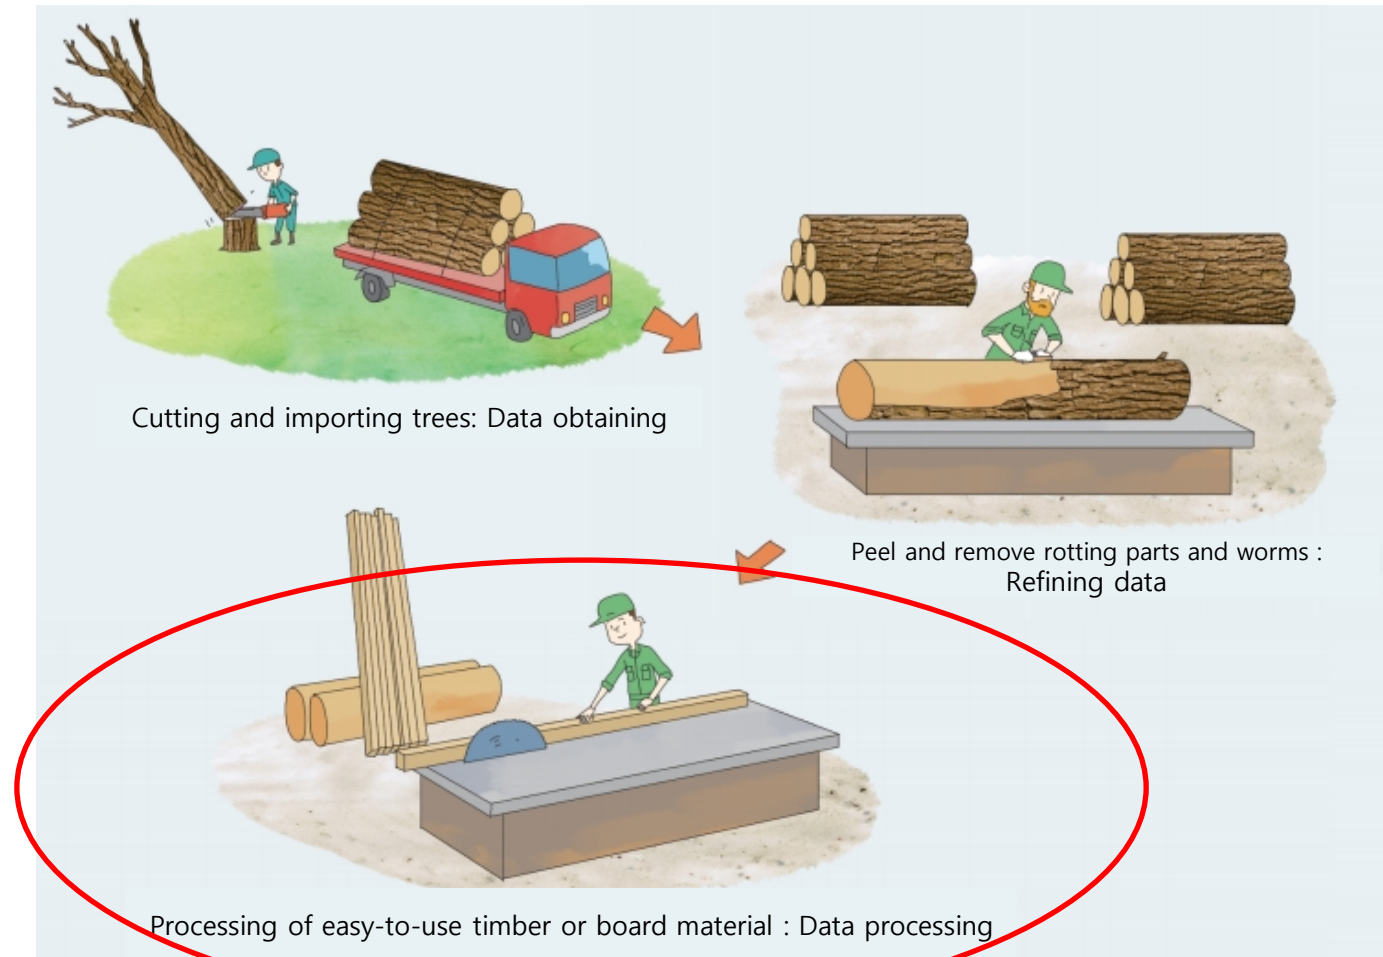 Cutting and importing trees: Data obtaining
Peel and remove rotting parts and worms :
Refining data
Processing of easy-to-use timber or board material : Data processing